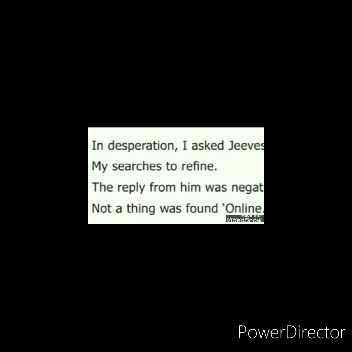 In desperation, I asked Jeeves
My searches to refine.
The reply from him was negat
Not a thing was found ‘Online.
PowerDirector